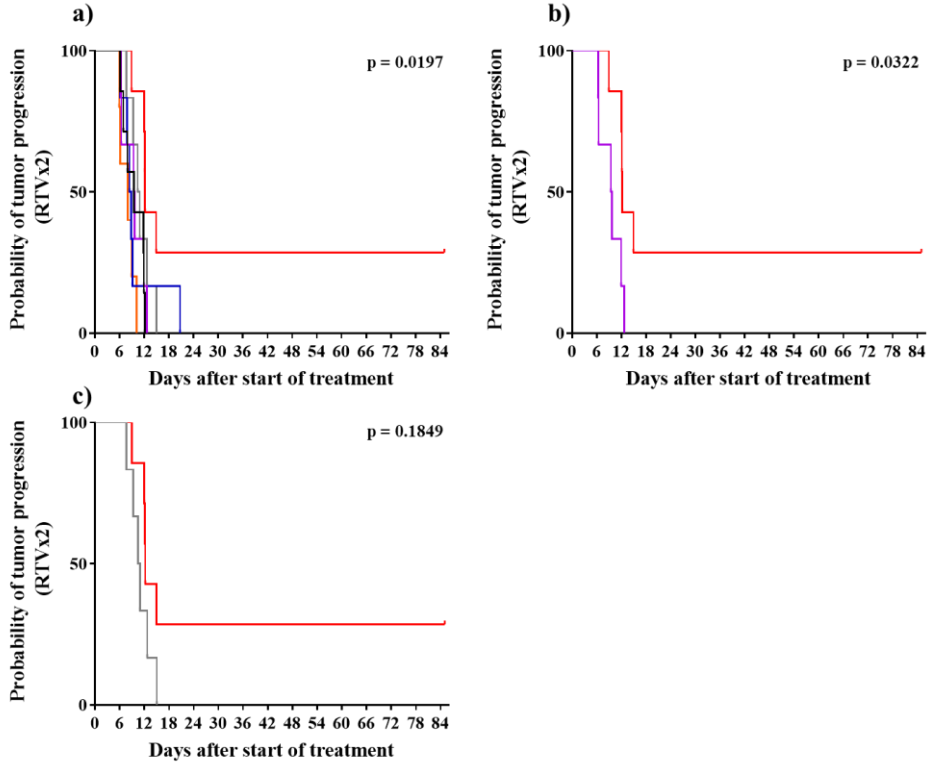 a)
Probability of tumor progression
(RTVx2)
100
50
0
p = 0.0197
0 6 12 18 24 30 36 42 48 54 60 66 72 78 84
Days after start of treatment
b)
Probability of tumor progression
(RTVx2)
100
50
0
p = 0.0322
0 6 12 18 24 30 36 42 48 54 60 66 72 78 84
Days after start of treatment
c)
Probability of tumor progression
(RTVx2)
100
50
0
p = 0.1849
0 6 12 18 24 30 36 42 48 54 60 66 72 78 84
Days after start of treatment